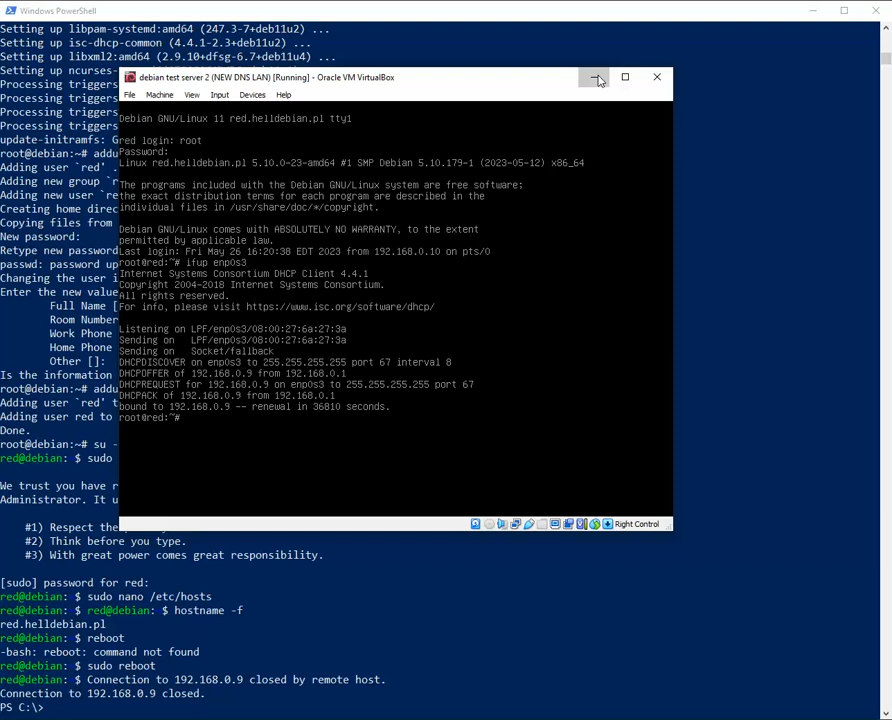 Windows PowerShell
Setting up libpam-systemd:amd64 (247.3-7+deb11u2) ...
Setting up isc-dhcp-common (4.4.1-2.3+deb11u2) ...
Setting up libxml2:amd64 (2.9.10+dfsg-6.7+deb11u4) ...
Setting up ncurses-
Processing triggers
Processing triggers
Processing triggers
Processing triggers
update-initramfs: G
root@debian:~# addu
Adding user `red' .
Adding new group `r
Adding new user `re
Creating home direc
Copying files from
New password:
Retype new password
passwd: password up
Changing the user i
Enter the new value
Full Name [
Room Number
Work Phone
Home Phone
Other []:
Is the information
root@debian:~# addu
Adding user `red' t
Adding user red to
Done.
root@debian:~# su -
red@debian: $ sudo
We trust you have r
Administrator. It u
#1) Respect the
#2) Think before you type.
#3) With great power comes great responsibility.
[sudo] password for red:
red@debian: $ sudo nano /etc/hosts
red@debian: $ red@debian: $ hostname -f
red.helldebian.pl
red@debian: $ reboot
-bash: reboot: command not found
red@debian: $ sudo reboot
red@debian: $ Connection to 192.168.0.9 closed by remote host.
Connection to 192.168.0.9 closed.
PS C:\>
debian test server 2 (NEW DNS LAN) [Running] - Oracle VM VirtualBox
File Machine View Input Devices Help
Debian GNU/Linux 11 red.helldebian.pl tty1
red login: root
Password:
Linux red.helldebian.pl 5.10.0-23-amd64 #1 SMP Debian 5.10.179-1 (2023-05-12) x86_64
The programs included with the Debian GNU/Linux system are free software;
the exact distribution terms for each program are described in the
individual files in /usr/share/doc/*/copyright.
Debian GNU/Linux comes with ABSOLUTELY NO WARRANTY, to the extent
permitted by applicable law.
Last login: Fri May 26 16:20:38 EDT 2023 from 192.168.0.10 on pts/0
root@red:~# ifup enp0s3
Internet Systems Consortium DHCP Client 4.4.1
Copyright 2004-2018 Internet Systems Consortium.
All rights reserved.
For info, please visit https://www.isc.org/software/dhcp/
Listening on LPF/enp0s3/08:00:27:6a:27:3a
Sending on   LPF/enp0s3/08:00:27:6a:27:3a
Sending on   Socket/fallback
DHCPDISCOVER on enp0s3 to 255.255.255.255 port 67 interval 8
DHCPOFFER of 192.168.0.9 from 192.168.0.1
DHCPREQUEST for 192.168.0.9 on enp0s3 to 255.255.255.255 port 67
DHCPACK of 192.168.0.9 from 192.168.0.1
bound to 192.168.0.9 -- renewal in 36810 seconds.
root@red:~#
Right Control